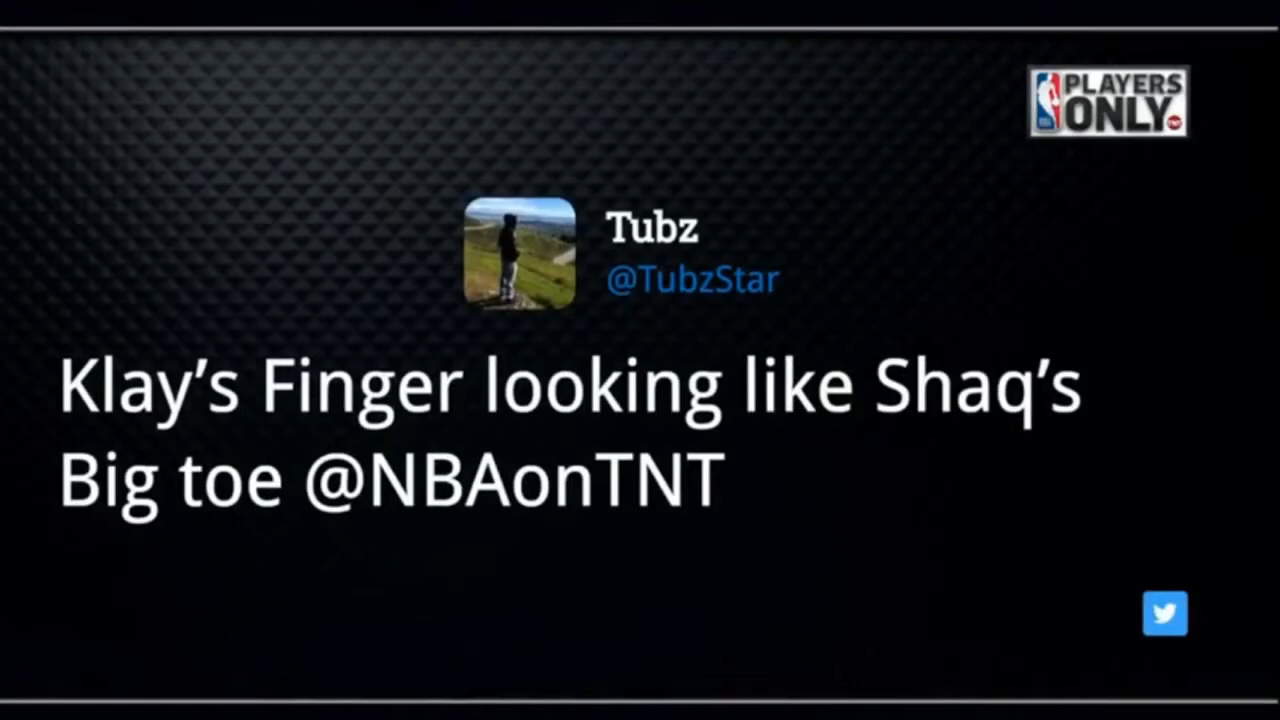 PLAYERS
ONLY.
Tubz
@TubzStar
Klay’s Finger looking like Shaq’s
Big toe @NBAonTNT